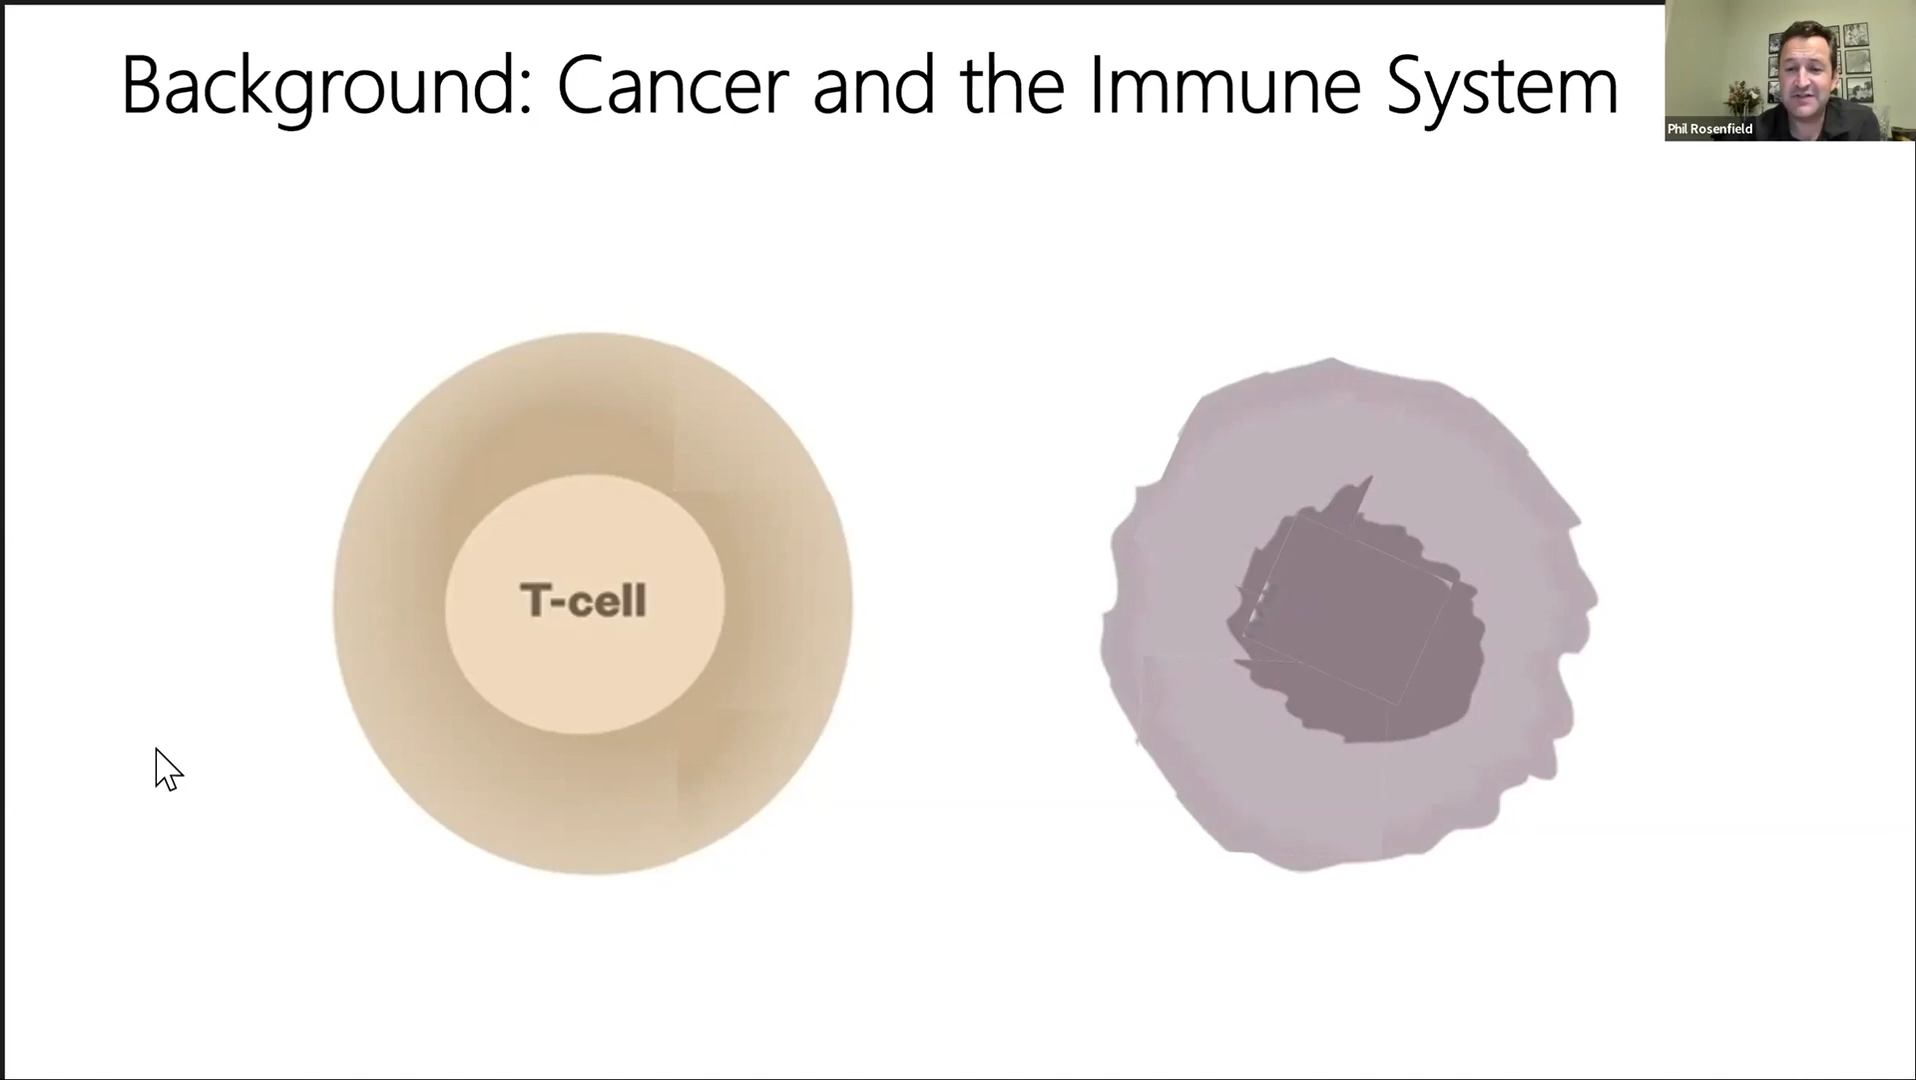 Background: Cancer and the Immune System
Phil Rosenfield
T-cell